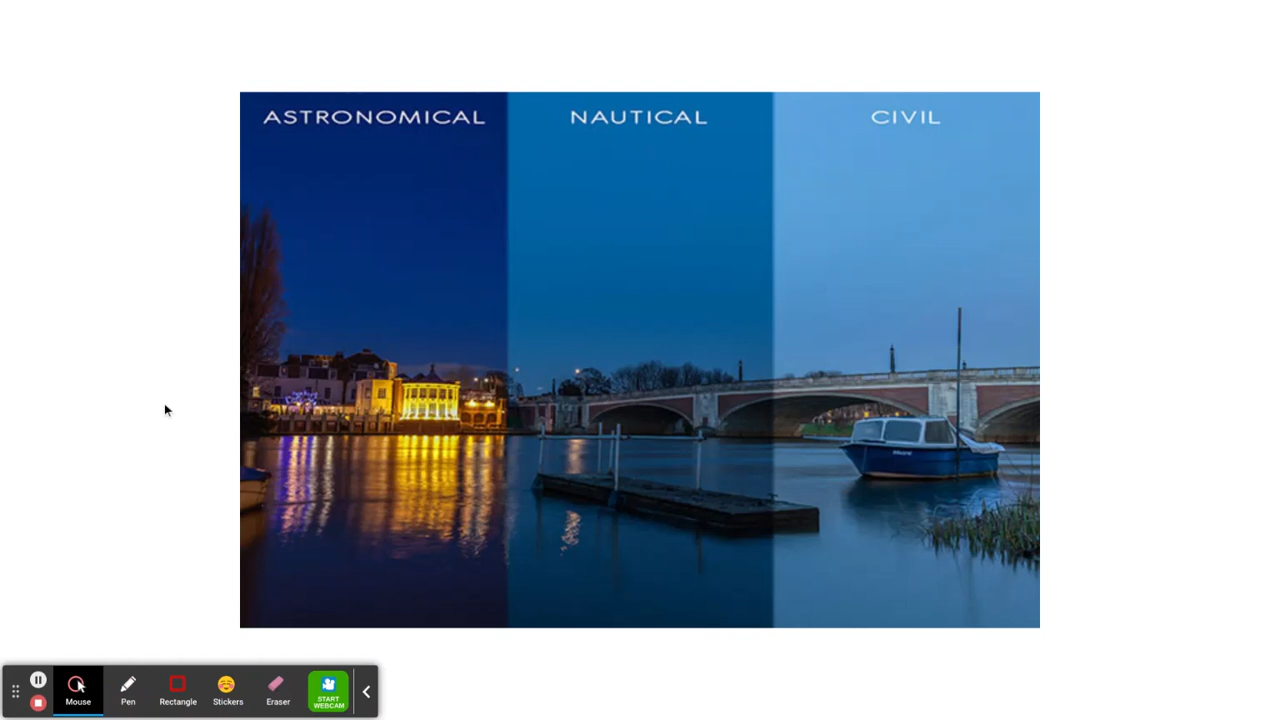 ASTRONOMICAL
NAUTICAL
CIVIL
Mouse
Pen
Rectangle
Stickers
Eraser
START
WEBCAM